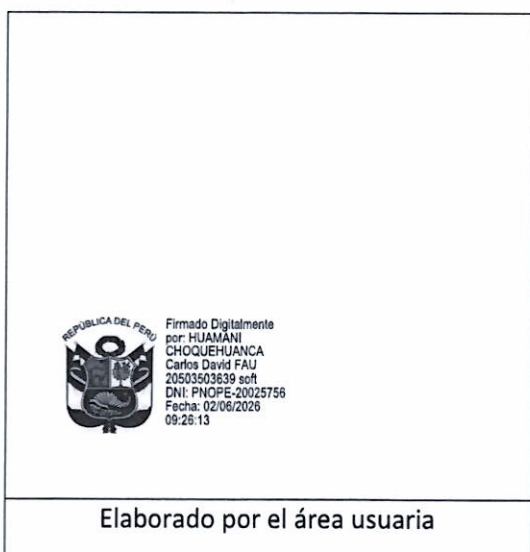 REPÚBLICA DEL PERÚ
Firmado Digitalmente
por: HUAMANI
CHOQUEHUANCA
Carlos David FAU
20503503639 soft
DNI: PNOPE-20025756
Fecha: 02/06/2026
09:26:13
Elaborado por el área usuaria